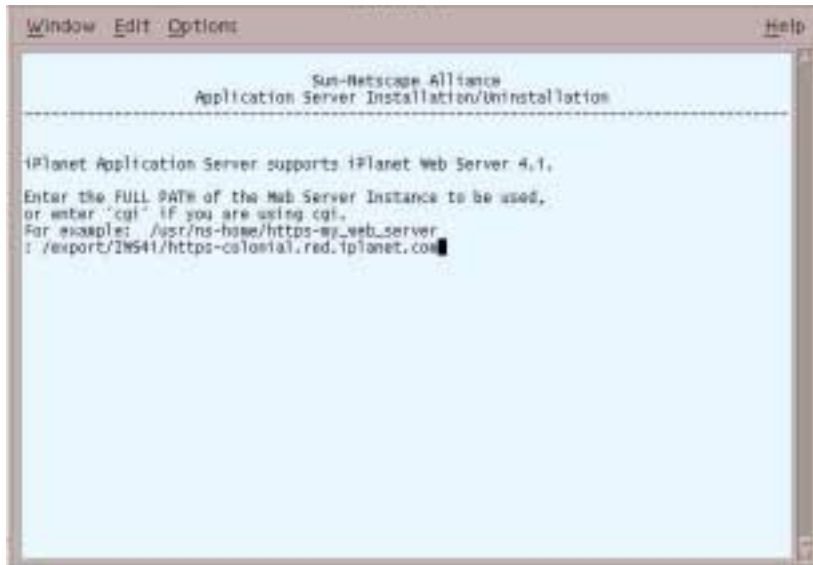 Window Edit Options Help
Sun-Netscape Alliance
Application Server Installation/Uninstallation
--------------------------------------------------------------------------------
iPlanet Application Server supports iPlanet Web Server 4.1.
Enter the FULL PATH of the Web Server Instance to be used,
or enter `cgi' if you are using cgi.
For example: /usr/ns-home/https-my_web_server
: /export/IWS41/https-colonial.red.iplanet.com